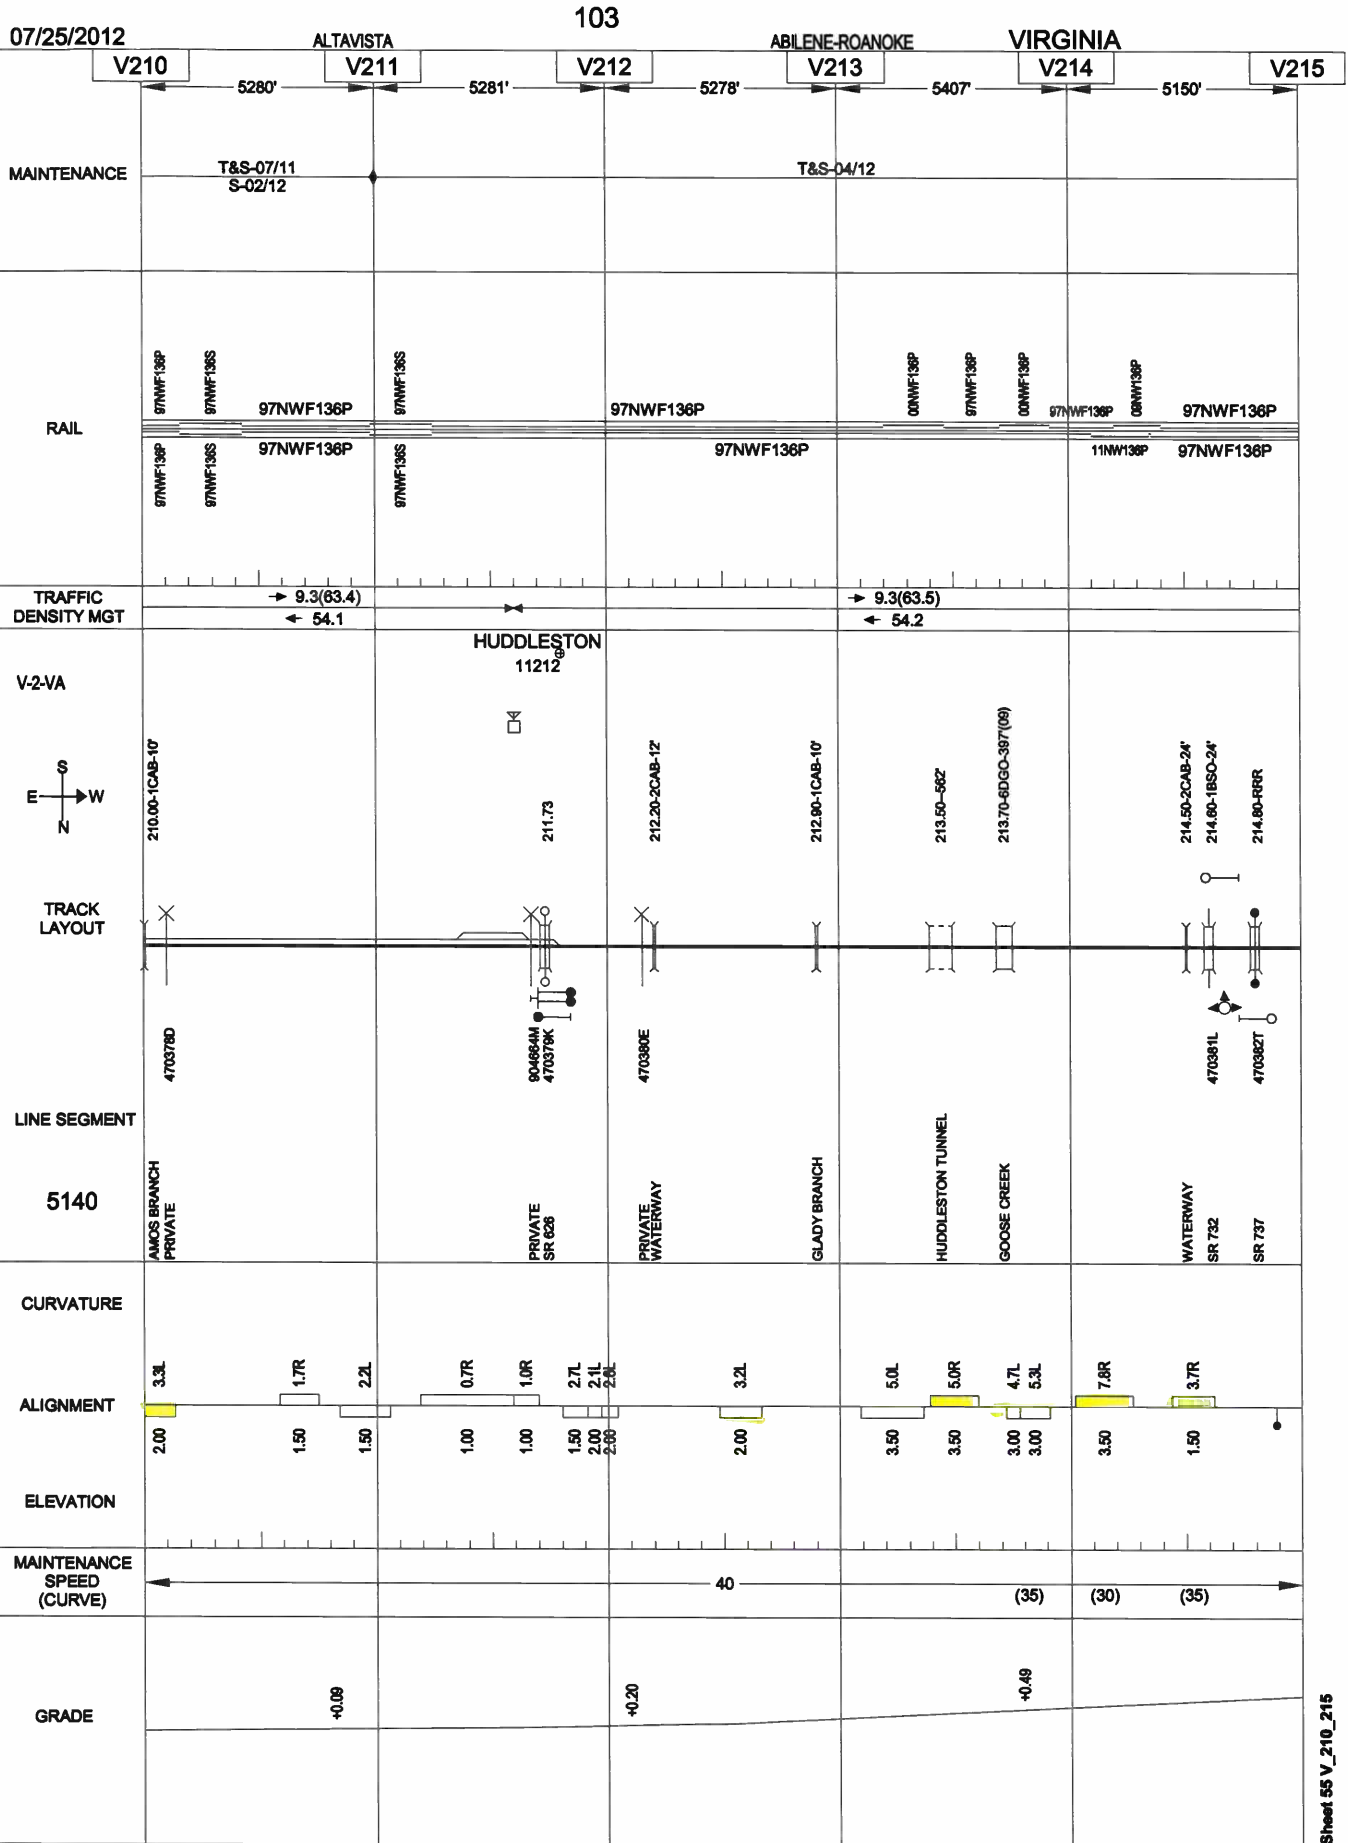 103
07/25/2012 ALTAVISTA ABILENE-ROANOKE VIRGINIA
V210 V211 V212 V213 V214 V215
5280' 5281' 5278' 5407' 5150'
MAINTENANCE
T&S-07/11
S-02/12
T&S-04/12
97NWF136P 97NWF136S 97NWF136S 00NWF136P 97NWF136P 00NWF136P 09NW136P
97NWF136P 97NWF136P 97NWF136P 97NWF136P
RAIL
97NWF136P 97NWF136P 11NW136P 97NWF136P
97NWF136P 97NWF136S 97NWF136S
TRAFFIC
DENSITY MGT
9.3(63.4) 9.3(63.5)
54.1 54.2
HUDDLESTON
11212
V-2-VA
S
E W
N
210.00-1CAB-10' 211.73 212.20-2CAB-12' 212.90-1CAB-10' 213.50--562' 213.70-6DGO-397'(09) 214.50-2CAB-24' 214.60-1BSO-24' 214.80-RRR
TRACK
LAYOUT
470378D 904664M 470379K 470380E 470381L 470382T
LINE SEGMENT
5140
AMOS BRANCH
PRIVATE
PRIVATE
SR 626
PRIVATE
WATERWAY
GLADY BRANCH
HUDDLESTON TUNNEL
GOOSE CREEK
WATERWAY
SR 732
SR 737
CURVATURE
3.3L 1.7R 2.2L 0.7R 1.0R 2.7L 2.1L 2.6L 3.2L 5.0L 5.0R 4.7L 5.3L 7.8R 3.7R
ALIGNMENT
2.00 1.50 1.50 1.00 1.00 1.50 2.00 2.00 2.00 3.50 3.50 3.00 3.00 3.50 1.50
ELEVATION
MAINTENANCE
SPEED
(CURVE)
40
(35) (30) (35)
GRADE
+0.09 +0.20 +0.49
Sheet 55 V_210_215